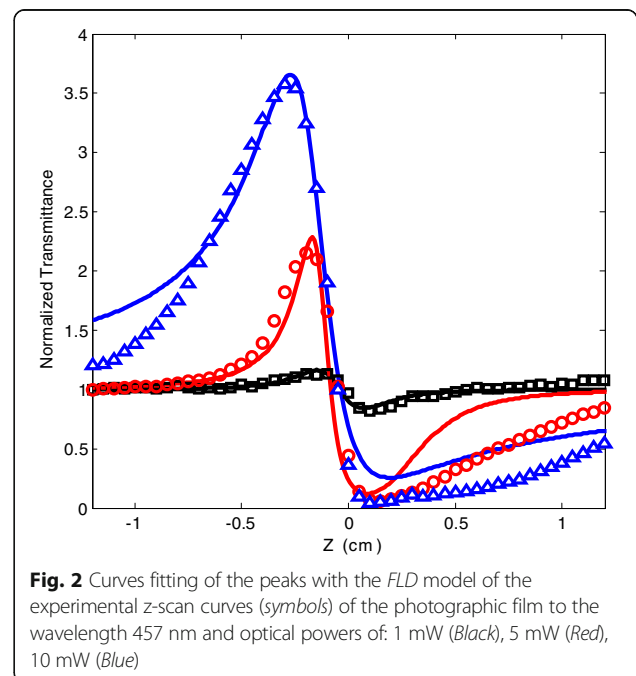 4
3.5
3
2.5
2
1.5
1
0.5
0
Normalized Transmittance
-1 -0.5 0 0.5 1
Z (cm)
Fig. 2 Curves fitting of the peaks with the FLD model of the
experimental z-scan curves (symbols) of the photographic film to the
wavelength 457 nm and optical powers of: 1 mW (Black), 5 mW (Red),
10 mW (Blue)